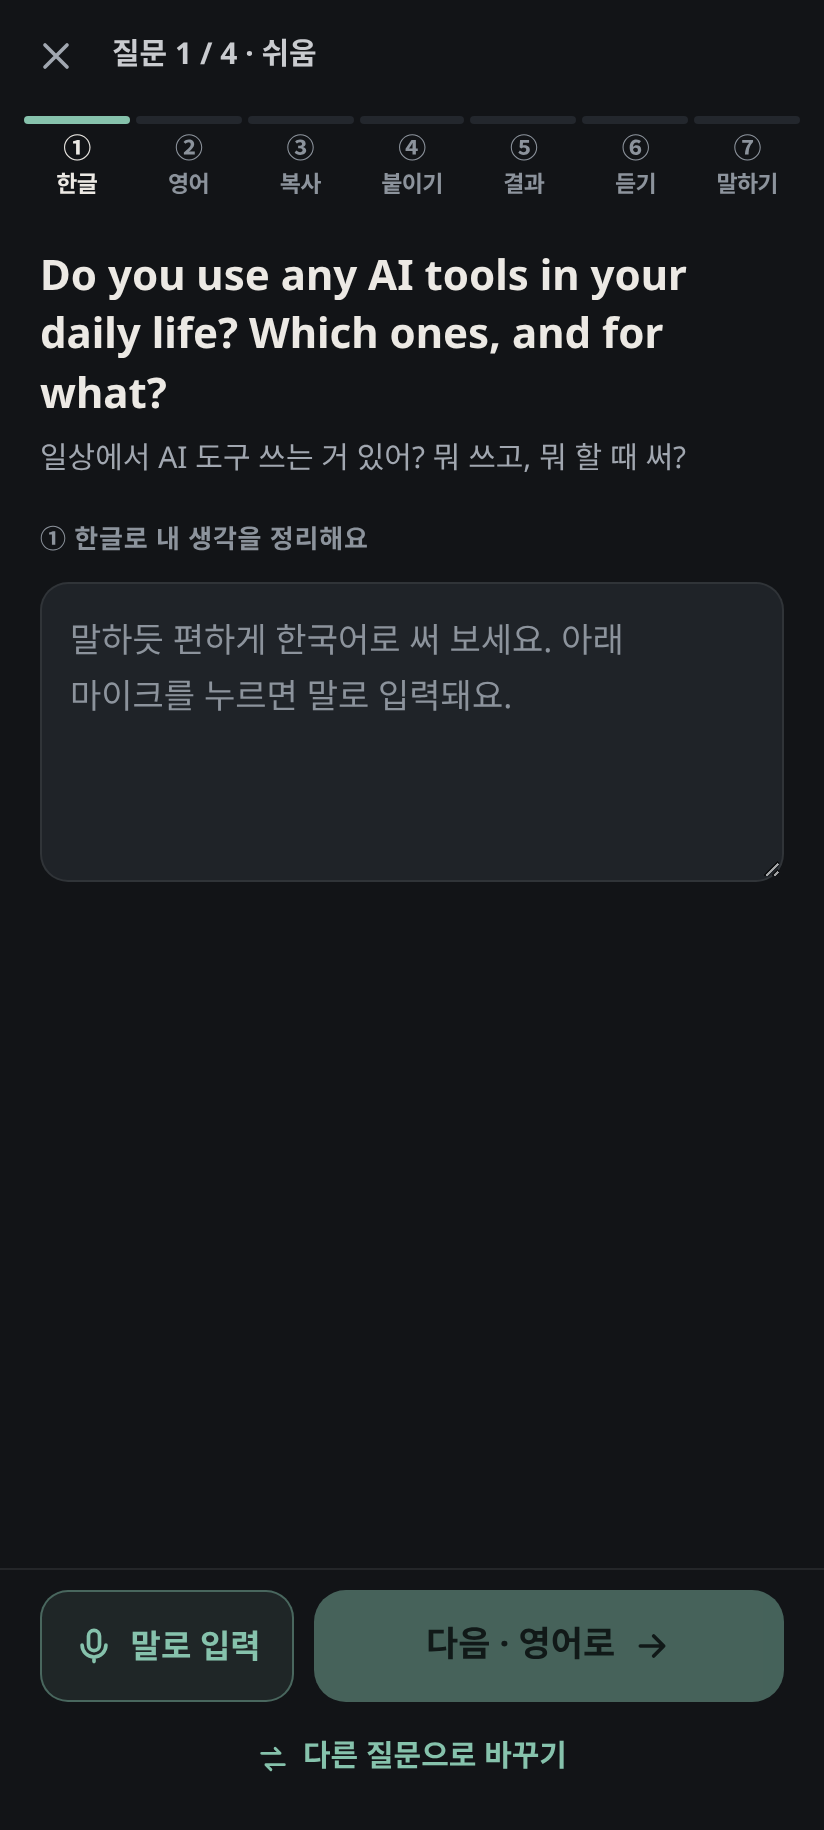 질문 1 / 4 · 쉬움
① ② ③ ④ ⑤ ⑥ ⑦
한글 영어 복사 붙이기 결과 듣기 말하기
Do you use any AI tools in your
daily life? Which ones, and for
what?
일상에서 AI 도구 쓰는 거 있어? 뭐 쓰고, 뭐 할 때 써?
① 한글로 내 생각을 정리해요
말하듯 편하게 한국어로 써 보세요. 아래
마이크를 누르면 말로 입력돼요.
말로 입력
다음 · 영어로 →
다른 질문으로 바꾸기